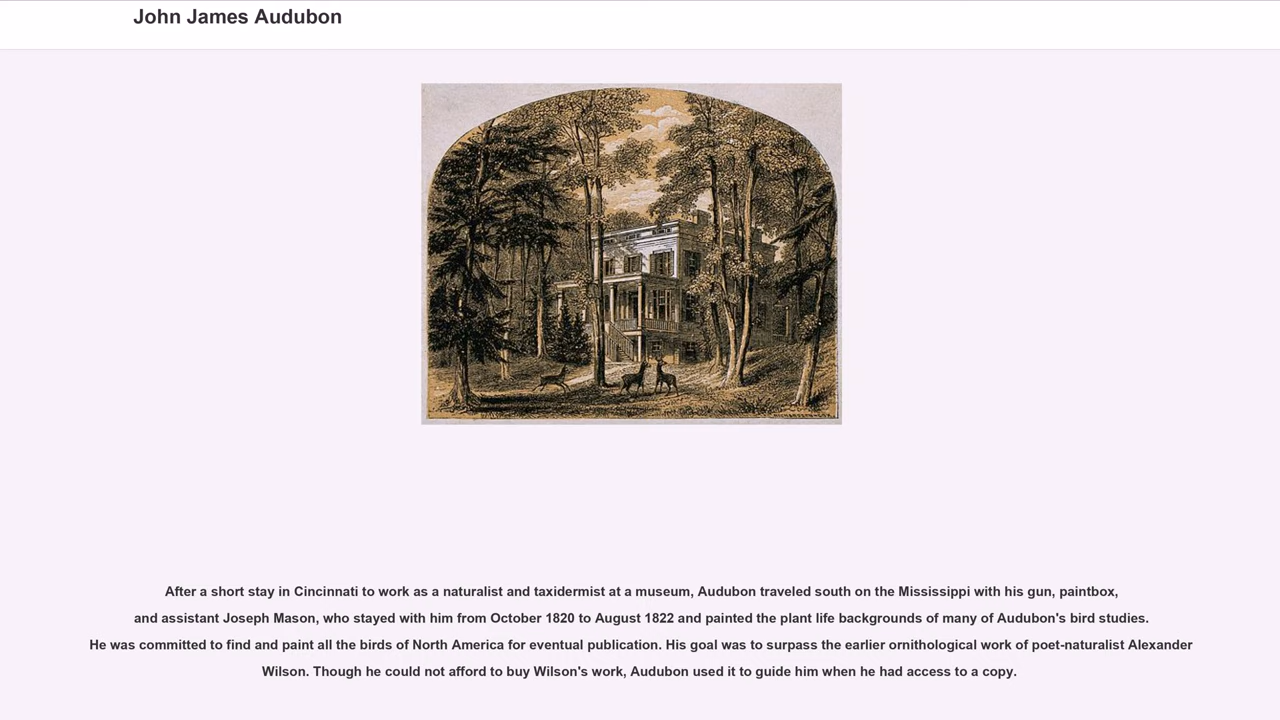 John James Audubon
After a short stay in Cincinnati to work as a naturalist and taxidermist at a museum, Audubon traveled south on the Mississippi with his gun, paintbox,
and assistant Joseph Mason, who stayed with him from October 1820 to August 1822 and painted the plant life backgrounds of many of Audubon's bird studies.
He was committed to find and paint all the birds of North America for eventual publication. His goal was to surpass the earlier ornithological work of poet-naturalist Alexander
Wilson. Though he could not afford to buy Wilson's work, Audubon used it to guide him when he had access to a copy.